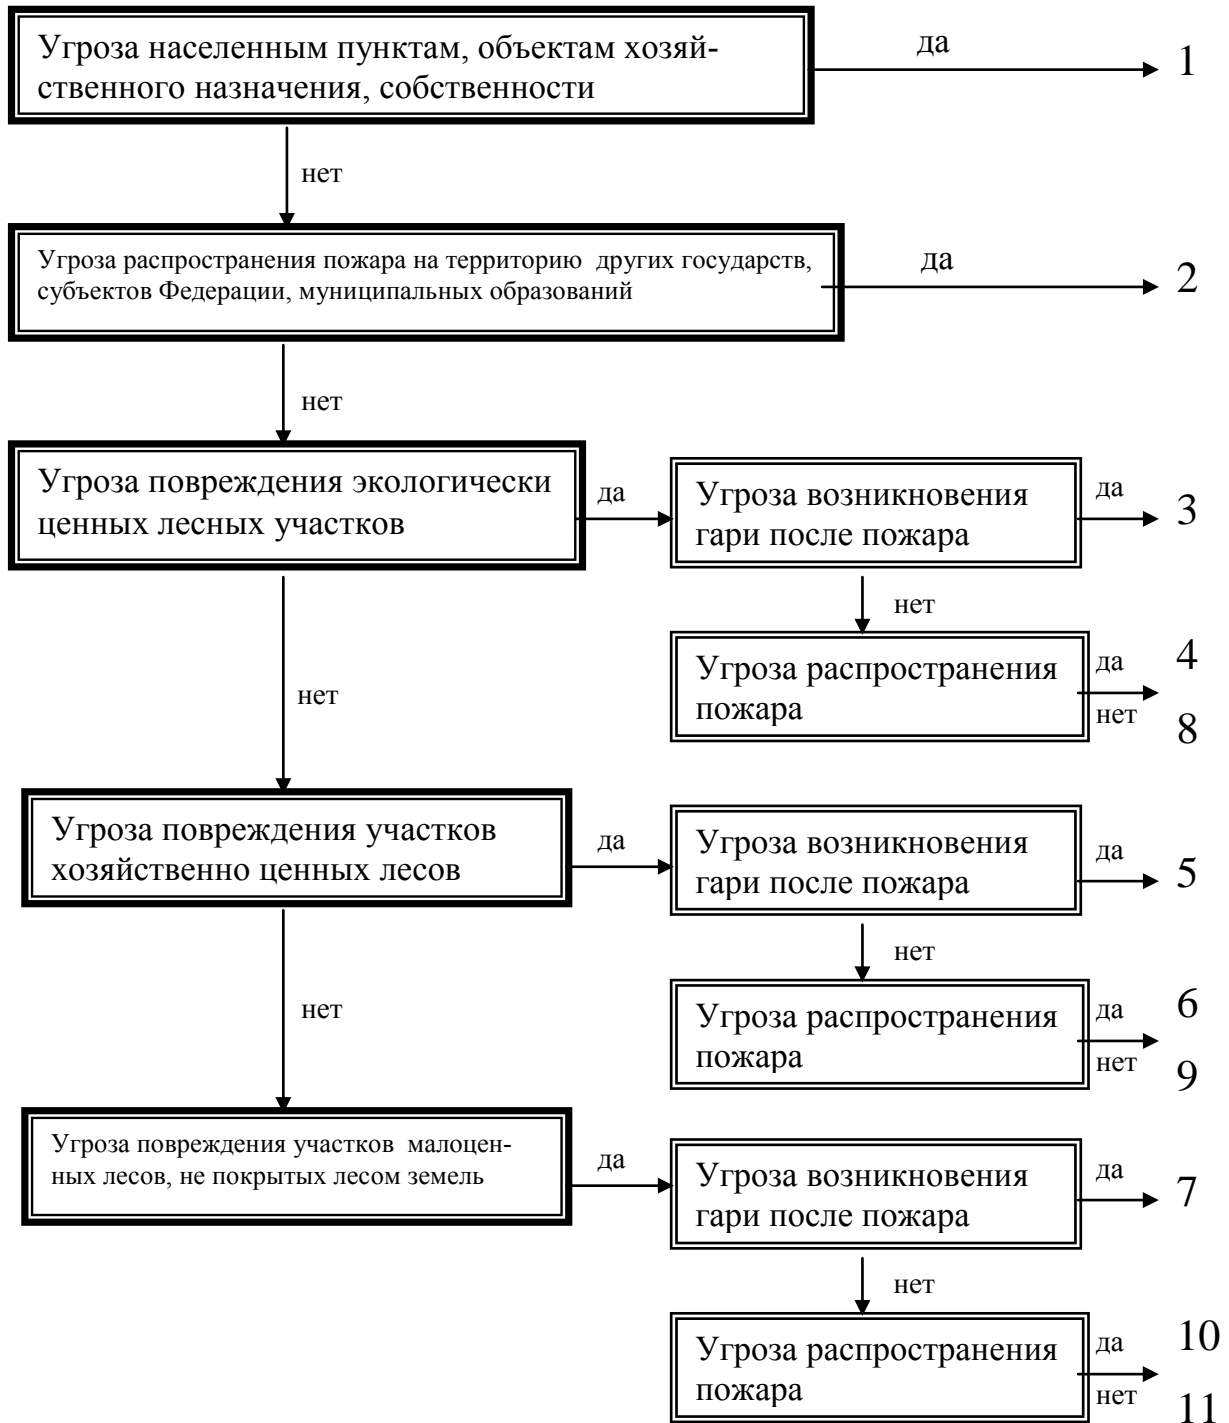 Угроза населенным пунктам, объектам хозяй-
ственного назначения, собственности
да
1
нет
Угроза распространения пожара на территорию других государств,
субъектов Федерации, муниципальных образований
да
2
нет
Угроза повреждения экологически
ценных лесных участков
да
Угроза возникновения
гари после пожара
да
3
нет
Угроза распространения
пожара
да
4
нет
8
нет
Угроза повреждения участков
хозяйственно ценных лесов
да
Угроза возникновения
гари после пожара
да
5
нет
Угроза распространения
пожара
да
6
нет
9
нет
Угроза повреждения участков малоцен-
ных лесов, не покрытых лесом земель
да
Угроза возникновения
гари после пожара
да
7
нет
Угроза распространения
пожара
да
10
нет
11